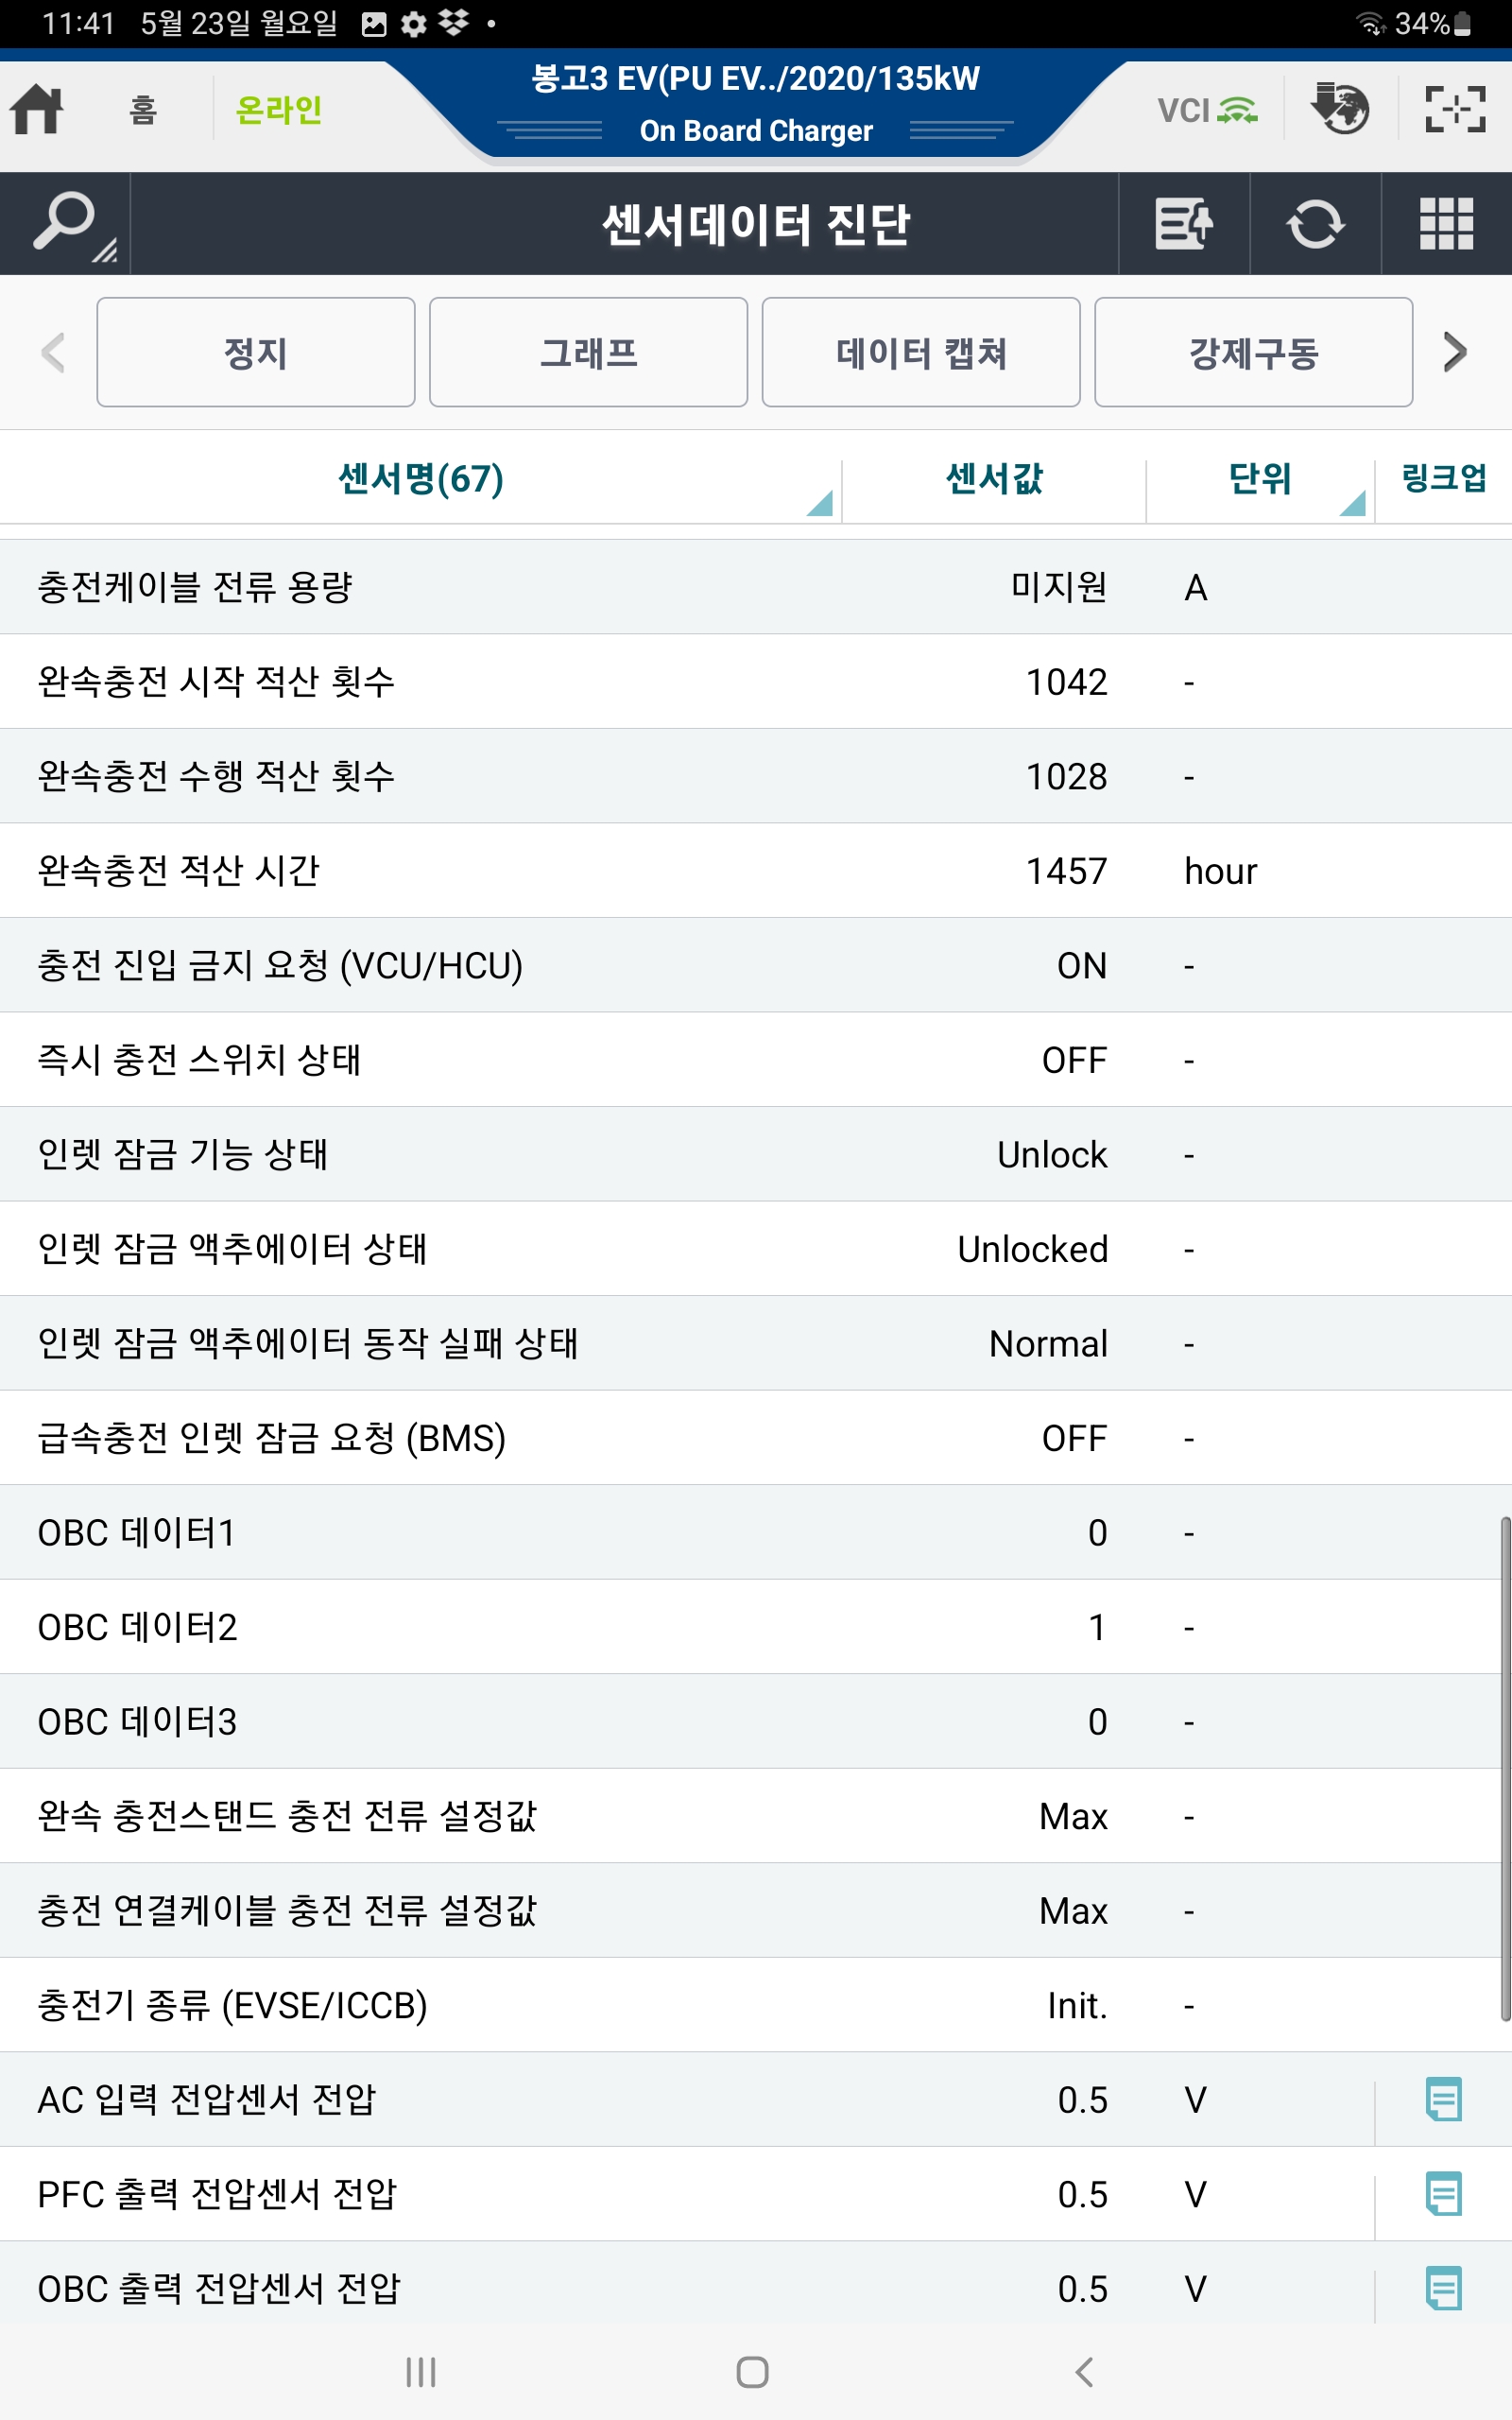 11:41 5월 23일 월요일 34%
봉고3 EV(PU EV../2020/135kW
홈 온라인 On Board Charger VCI
센서데이터 진단
정지 그래프 데이터 캡쳐 강제구동
센서명(67) 센서값 단위 링크업
충전케이블 전류 용량 미지원 A
완속충전 시작 적산 횟수 1042 -
완속충전 수행 적산 횟수 1028 -
완속충전 적산 시간 1457 hour
충전 진입 금지 요청 (VCU/HCU) ON -
즉시 충전 스위치 상태 OFF -
인렛 잠금 기능 상태 Unlock -
인렛 잠금 액추에이터 상태 Unlocked -
인렛 잠금 액추에이터 동작 실패 상태 Normal -
급속충전 인렛 잠금 요청 (BMS) OFF -
OBC 데이터1 0 -
OBC 데이터2 1 -
OBC 데이터3 0 -
완속 충전스탠드 충전 전류 설정값 Max -
충전 연결케이블 충전 전류 설정값 Max -
충전기 종류 (EVSE/ICCB) Init. -
AC 입력 전압센서 전압 0.5 V
PFC 출력 전압센서 전압 0.5 V
OBC 출력 전압센서 전압 0.5 V